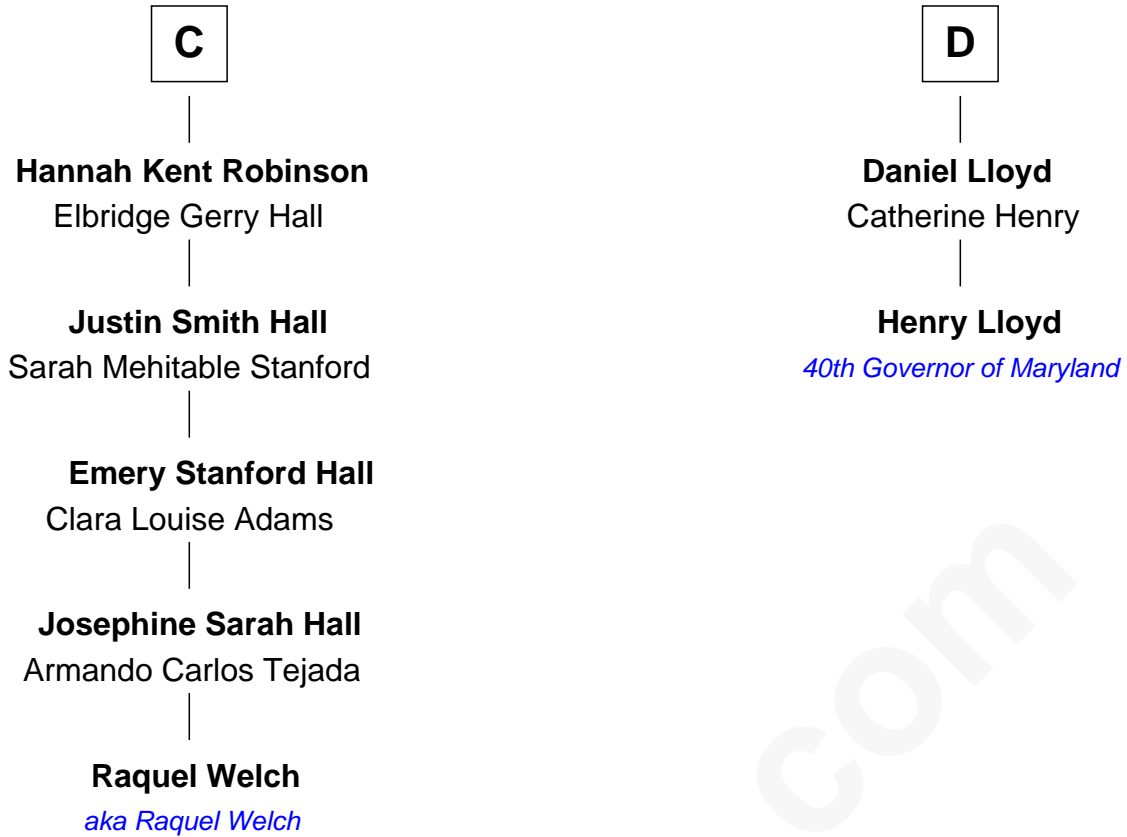 C
Hannah Kent Robinson
Elbridge Gerry Hall
Justin Smith Hall
Sarah Mehitable Stanford
Emery Stanford Hall
Clara Louise Adams
Josephine Sarah Hall
Armando Carlos Tejada
Raquel Welch
aka Raquel Welch
D
Daniel Lloyd
Catherine Henry
Henry Lloyd
40th Governor of Maryland
com